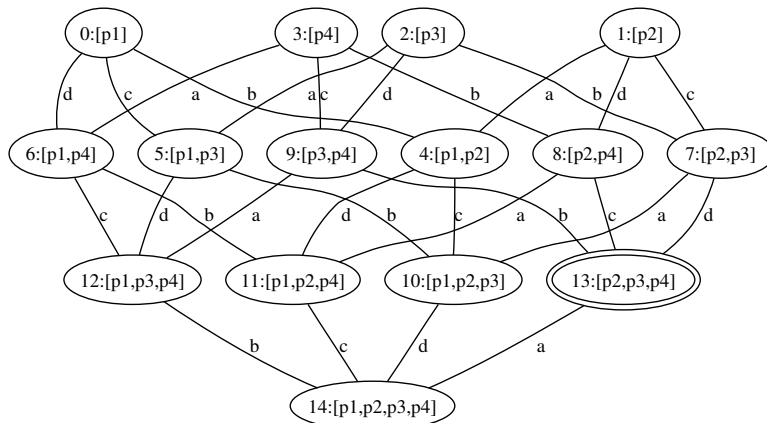 0:[p1] 3:[p4] 2:[p3] 1:[p2]
d c a b a c d b a d b c
6:[p1,p4] 5:[p1,p3] 9:[p3,p4] 4:[p1,p2] 8:[p2,p4] 7:[p2,p3]
c b d b a d c a b c a d
12:[p1,p3,p4] 11:[p1,p2,p4] 10:[p1,p2,p3] 13:[p2,p3,p4]
b c d a
14:[p1,p2,p3,p4]